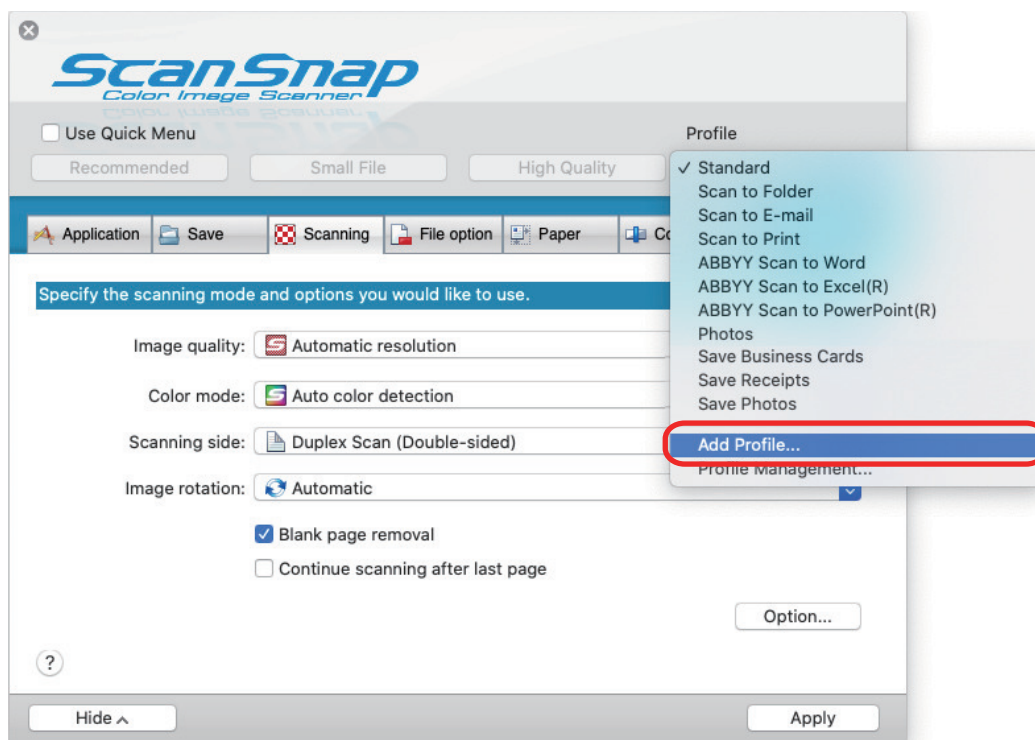 ScanSnap
Color Image Scanner
Use Quick Menu
Profile
Recommended
Small File
High Quality
✓ Standard
Scan to Folder
Scan to E-mail
Scan to Print
ABBYY Scan to Word
ABBYY Scan to Excel(R)
ABBYY Scan to PowerPoint(R)
Photos
Save Business Cards
Save Receipts
Save Photos
Add Profile...
Profile Management...
Application
Save
Scanning
File option
Paper
Specify the scanning mode and options you would like to use.
Image quality: Automatic resolution
Color mode: Auto color detection
Scanning side: Duplex Scan (Double-sided)
Image rotation: Automatic
Blank page removal
Continue scanning after last page
Option...
?
Hide
Apply